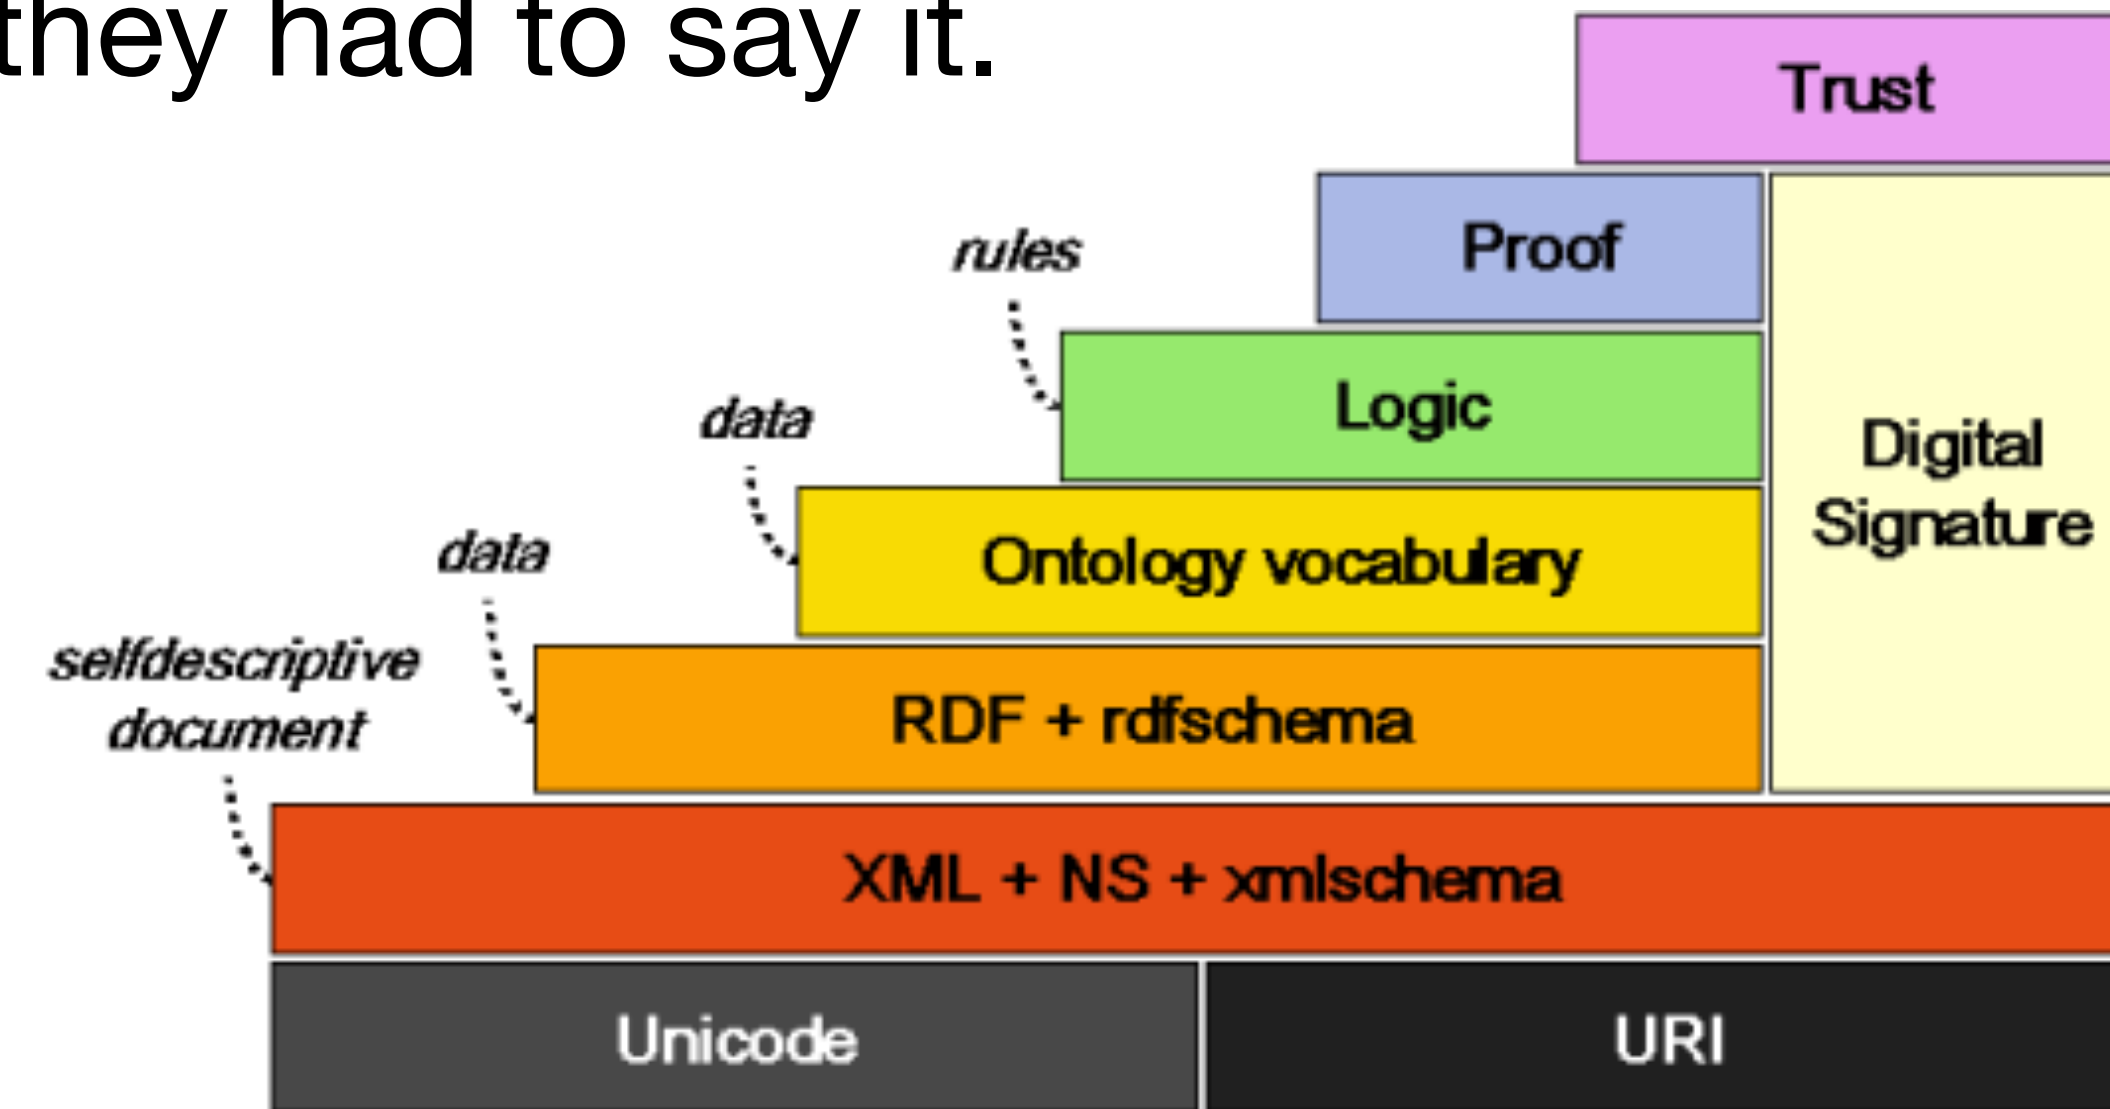 they had to say it.
Trust
Proof
rules
Logic
data
Digital
Signature
Ontology vocabulary
data
RDF + rdfschema
selfdescriptive
document
XML + NS + xmlschema
Unicode
URI